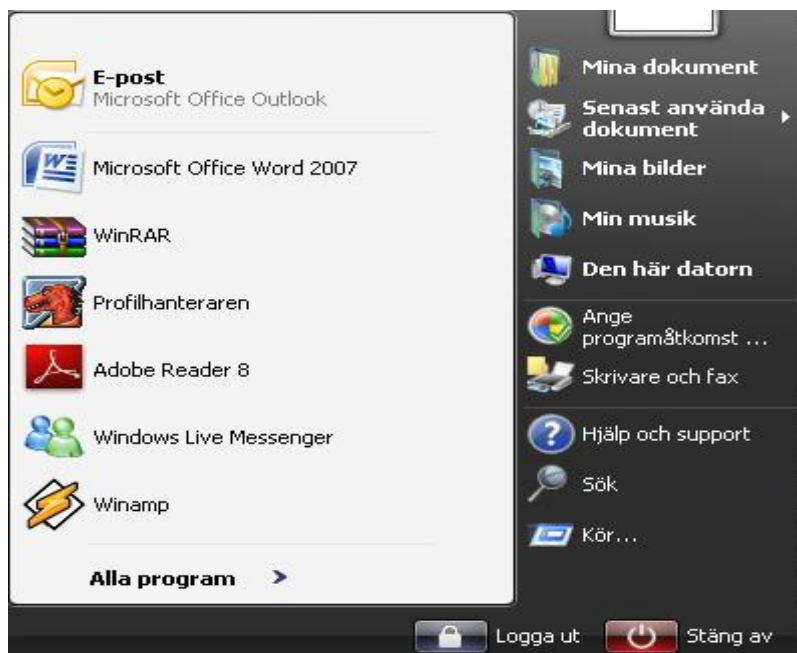 E-post
Microsoft Office Outlook
Microsoft Office Word 2007
WinRAR
Profilhanteraren
Adobe Reader 8
Windows Live Messenger
Winamp
Alla program
Mina dokument
Senast använda
dokument
Mina bilder
Min musik
Den här datorn
Ange
programåtkomst ...
Skrivare och fax
Hjälp och support
Sök
Kör...
Logga ut
Stäng av